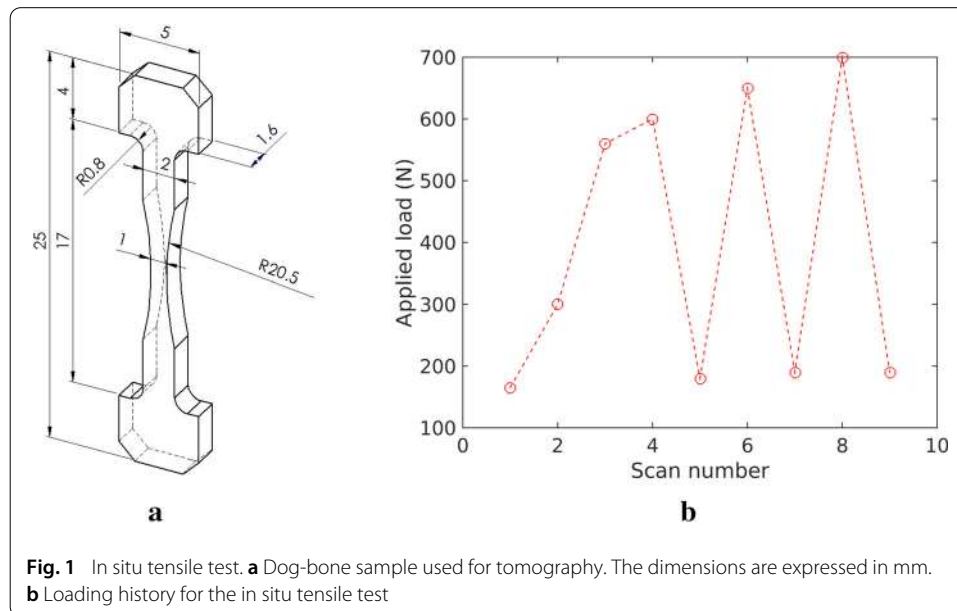 5
4
1.6
R0.8
2
25
17
1
R20.5
a
700
600
500
400
300
200
100
0
2
4
6
8
10
Applied load (N)
Scan number
b
Fig. 1 In situ tensile test. a Dog-bone sample used for tomography. The dimensions are expressed in mm.
b Loading history for the in situ tensile test